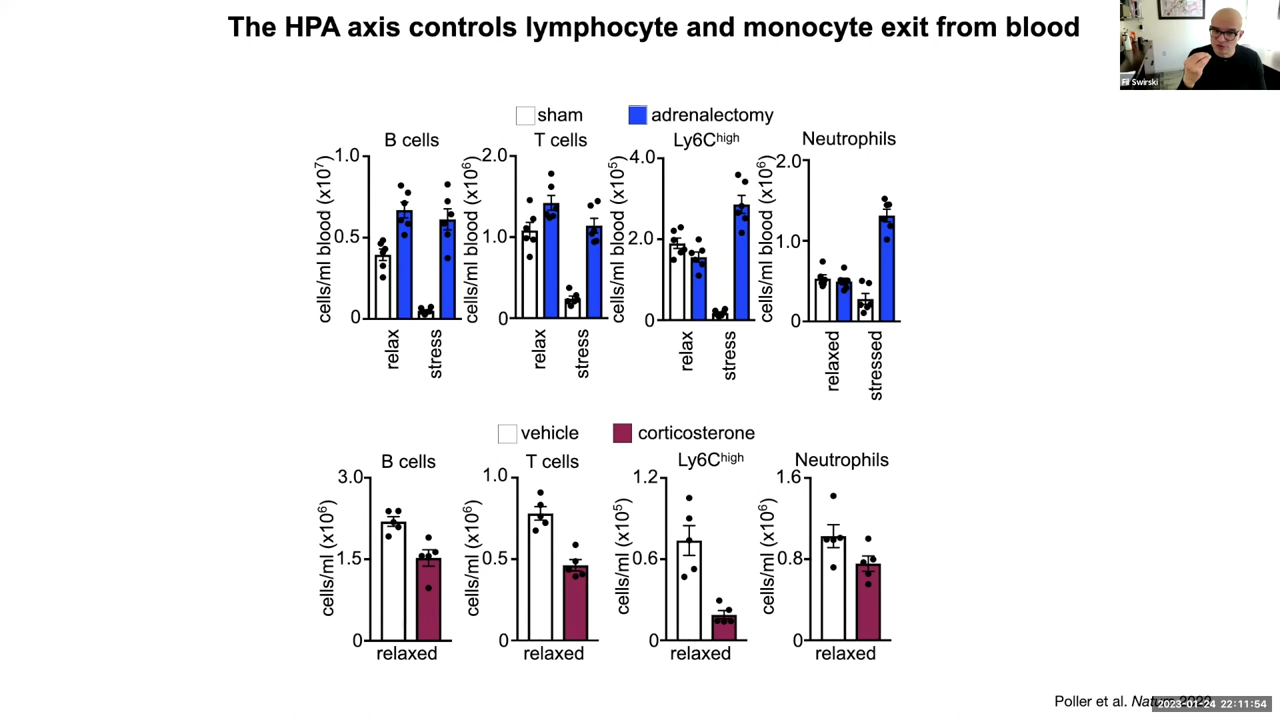 The HPA axis controls lymphocyte and monocyte exit from blood
Fil Swirski
sham adrenalectomy
B cells
cells/ml blood (x10⁷)
1.0
0.5
0
relax
stress
T cells
cells/ml blood (x10⁶)
2.0
1.0
0
relax
stress
Ly6Chigh
cells/ml blood (x10⁵)
4.0
2.0
0
relax
stress
Neutrophils
cells/ml blood (x10⁶)
2.0
1.0
0
relaxed
stressed
vehicle corticosterone
B cells
cells/ml (x10⁶)
3.0
1.5
0
relaxed
T cells
cells/ml (x10⁶)
1.0
0.5
0
relaxed
Ly6Chigh
cells/ml (x10⁵)
1.2
0.6
0
relaxed
Neutrophils
cells/ml (x10⁶)
1.6
0.8
0
relaxed
Poller et al. Nature 2022
2023-01-24 22:11:54